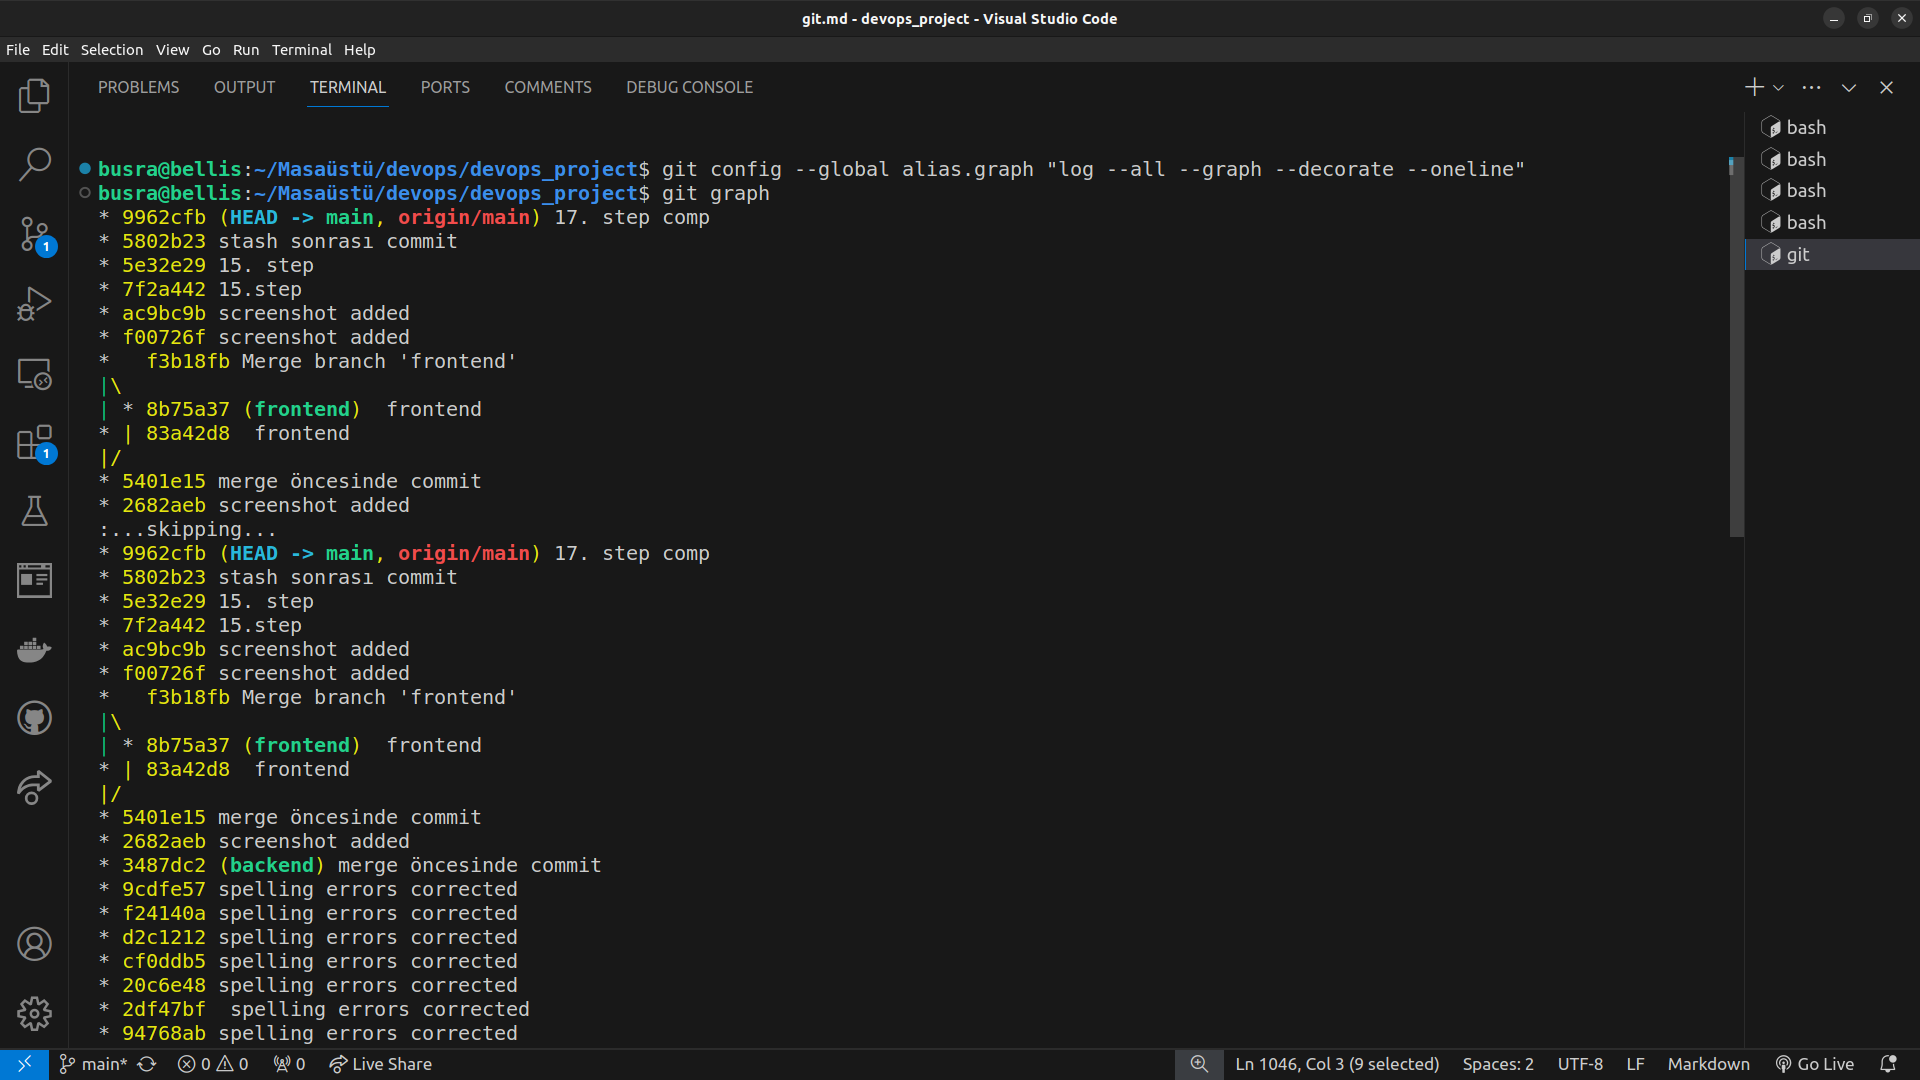 git.md - devops_project - Visual Studio Code
File Edit Selection View Go Run Terminal Help
PROBLEMS OUTPUT TERMINAL PORTS COMMENTS DEBUG CONSOLE
busra@bellis:~/Masaüstü/devops/devops_project$ git config --global alias.graph "log --all --graph --decorate --oneline"
busra@bellis:~/Masaüstü/devops/devops_project$ git graph
* 9962cfb (HEAD -> main, origin/main) 17. step comp
* 5802b23 stash sonrası commit
* 5e32e29 15. step
* 7f2a442 15.step
* ac9bc9b screenshot added
* f00726f screenshot added
*   f3b18fb Merge branch 'frontend'
|\
| * 8b75a37 (frontend)  frontend
* | 83a42d8  frontend
|/
* 5401e15 merge öncesinde commit
* 2682aeb screenshot added
:...skipping...
* 9962cfb (HEAD -> main, origin/main) 17. step comp
* 5802b23 stash sonrası commit
* 5e32e29 15. step
* 7f2a442 15.step
* ac9bc9b screenshot added
* f00726f screenshot added
*   f3b18fb Merge branch 'frontend'
|\
| * 8b75a37 (frontend)  frontend
* | 83a42d8  frontend
|/
* 5401e15 merge öncesinde commit
* 2682aeb screenshot added
* 3487dc2 (backend) merge öncesinde commit
* 9cdfe57 spelling errors corrected
* f24140a spelling errors corrected
* d2c1212 spelling errors corrected
* cf0ddb5 spelling errors corrected
* 20c6e48 spelling errors corrected
* 2df47bf  spelling errors corrected
* 94768ab spelling errors corrected
bash
bash
bash
bash
git
1
1
main* 0 0 0 Live Share Ln 1046, Col 3 (9 selected) Spaces: 2 UTF-8 LF Markdown Go Live